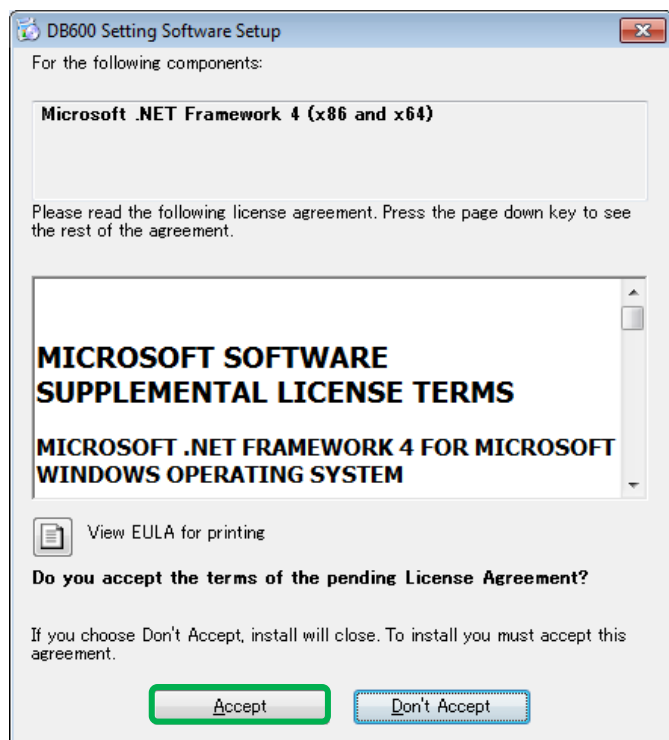 DB600 Setting Software Setup
For the following components:
Microsoft .NET Framework 4 (x86 and x64)
Please read the following license agreement. Press the page down key to see
the rest of the agreement.
MICROSOFT SOFTWARE
SUPPLEMENTAL LICENSE TERMS
MICROSOFT .NET FRAMEWORK 4 FOR MICROSOFT
WINDOWS OPERATING SYSTEM
View EULA for printing
Do you accept the terms of the pending License Agreement?
If you choose Don't Accept, install will close. To install you must accept this
agreement.
Accept
Don't Accept